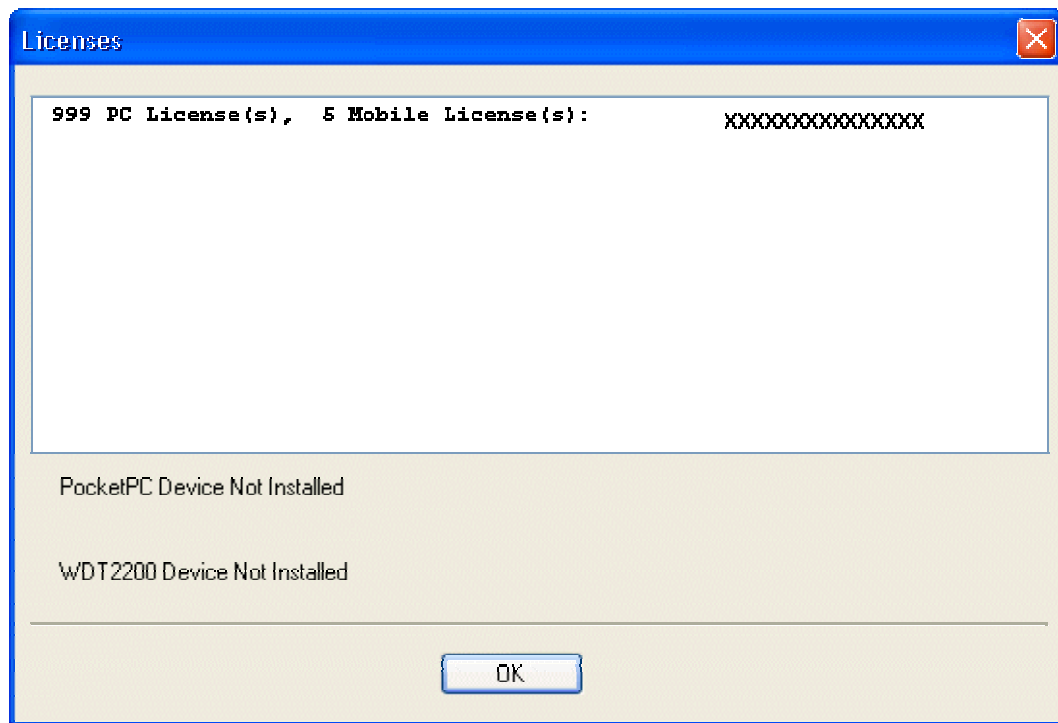 Licenses
999 PC License(s),  5 Mobile License(s): XXXXXXXXXXXXXXX
PocketPC Device Not Installed
WDT2200 Device Not Installed
OK